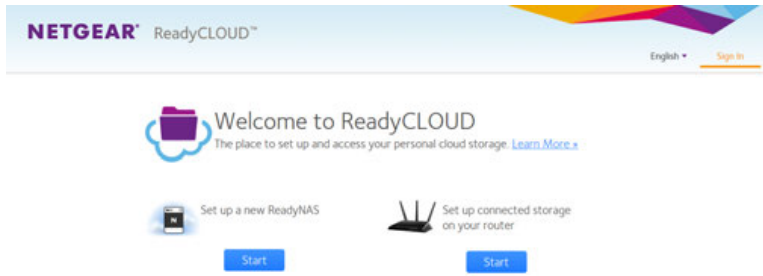 NETGEAR® ReadyCLOUD™
English Sign In
Welcome to ReadyCLOUD
The place to set up and access your personal cloud storage. Learn More »
Set up a new ReadyNAS
Set up connected storage
on your router
N
Start
Start